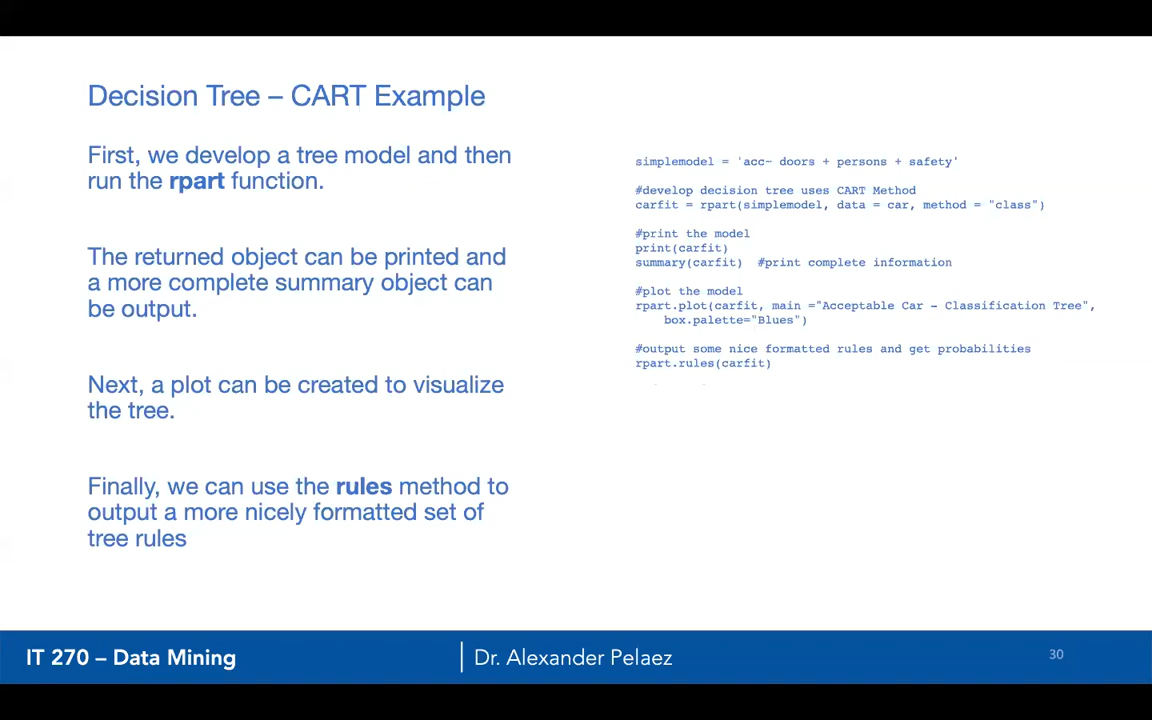 Decision Tree – CART Example
First, we develop a tree model and then
run the rpart function.
The returned object can be printed and
a more complete summary object can
be output.
Next, a plot can be created to visualize
the tree.
Finally, we can use the rules method to
output a more nicely formatted set of
tree rules
simplemodel = 'acc~ doors + persons + safety'
#develop decision tree uses CART Method
carfit = rpart(simplemodel, data = car, method = "class")
#print the model
print(carfit)
summary(carfit)  #print complete information
#plot the model
rpart.plot(carfit, main ="Acceptable Car - Classification Tree",
box.palette="Blues")
#output some nice formatted rules and get probabilities
rpart.rules(carfit)
IT 270 – Data Mining
Dr. Alexander Pelaez
30